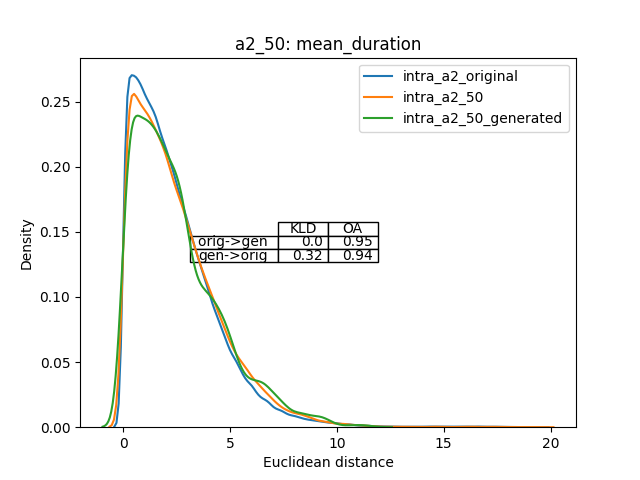 a2_50: mean_duration
intra_a2_original
intra_a2_50
intra_a2_50_generated
KLD OA
orig->gen 0.0 0.95
gen->orig 0.32 0.94
Density
0.25
0.20
0.15
0.10
0.05
0.00
0 5 10 15 20
Euclidean distance